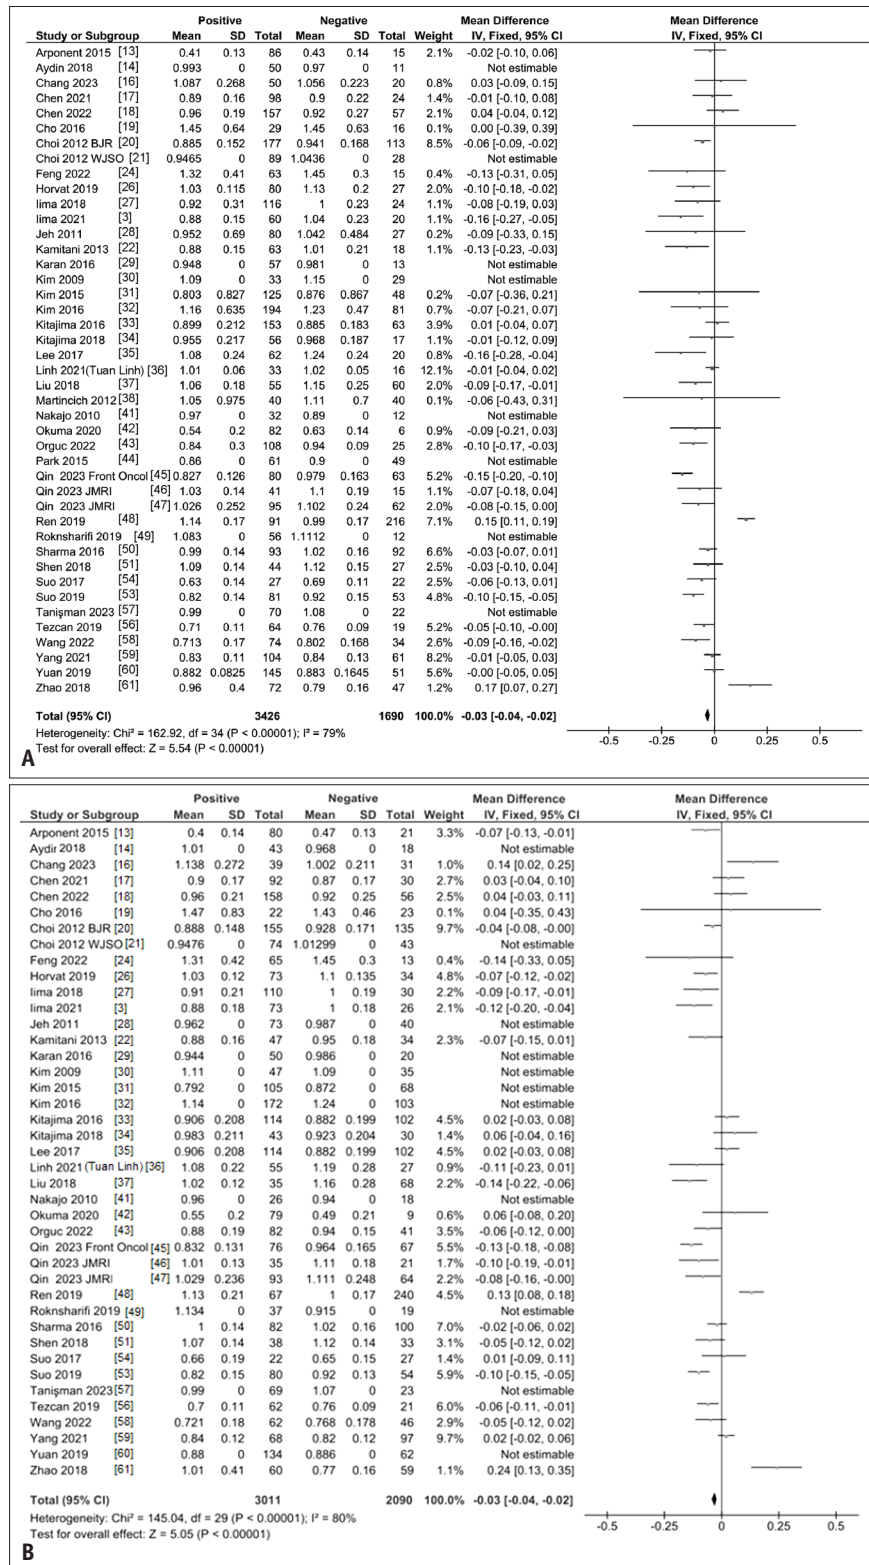 Positive Negative Mean Difference Mean Difference
Study or Subgroup Mean SD Total Mean SD Total Weight IV, Fixed, 95% CI IV, Fixed, 95% CI
Arponent 2015 [13] 0.41 0.13 86 0.43 0.14 15 2.1% -0.02 [-0.10, 0.06]
Aydin 2018 [14] 0.993 0 50 0.97 0 11 Not estimable
Chang 2023 [16] 1.087 0.268 50 1.056 0.223 20 0.8% 0.03 [-0.09, 0.15]
Chen 2021 [17] 0.89 0.16 98 0.9 0.22 24 1.4% -0.01 [-0.10, 0.08]
Chen 2022 [18] 0.96 0.19 157 0.92 0.27 57 2.1% 0.04 [-0.04, 0.12]
Cho 2016 [19] 1.45 0.64 29 1.45 0.63 16 0.1% 0.00 [-0.39, 0.39]
Choi 2012 BJR [20] 0.885 0.152 177 0.941 0.168 113 8.5% -0.06 [-0.09, -0.02]
Choi 2012 WJSO [21] 0.9465 0 89 1.0436 0 28 Not estimable
Feng 2022 [24] 1.32 0.41 63 1.45 0.3 15 0.4% -0.13 [-0.31, 0.05]
Horvat 2019 [26] 1.03 0.115 80 1.13 0.2 27 2.0% -0.10 [-0.18, -0.02]
Iima 2018 [27] 0.92 0.31 116 1 0.23 24 1.1% -0.08 [-0.19, 0.03]
Iima 2021 [3] 0.88 0.15 60 1.04 0.23 20 1.1% -0.16 [-0.27, -0.05]
Jeh 2011 [28] 0.952 0.69 80 1.042 0.484 27 0.2% -0.09 [-0.33, 0.15]
Kamitani 2013 [22] 0.88 0.15 63 1.01 0.21 18 1.1% -0.13 [-0.23, -0.03]
Karan 2016 [29] 0.948 0 57 0.981 0 13 Not estimable
Kim 2009 [30] 1.09 0 33 1.15 0 29 Not estimable
Kim 2015 [31] 0.803 0.827 125 0.876 0.867 48 0.2% -0.07 [-0.36, 0.21]
Kim 2016 [32] 1.16 0.635 194 1.23 0.47 81 0.7% -0.07 [-0.21, 0.07]
Kitajima 2016 [33] 0.899 0.212 153 0.885 0.183 63 3.9% 0.01 [-0.04, 0.07]
Kitajima 2018 [34] 0.955 0.217 56 0.968 0.187 17 1.0% -0.01 [-0.12, 0.09]
Lee 2017 [35] 1.08 0.24 62 1.24 0.24 20 0.8% -0.16 [-0.28, -0.04]
Linh 2021(Tuan Linh) [36] 1.01 0.06 33 1.02 0.05 16 12.1% -0.01 [-0.04, 0.02]
Liu 2018 [37] 1.06 0.18 55 1.15 0.25 60 2.0% -0.09 [-0.17, -0.01]
Martincich 2012 [38] 1.05 0.975 40 1.11 0.7 40 0.1% -0.06 [-0.43, 0.31]
Nakajo 2010 [41] 0.97 0 32 0.89 0 12 Not estimable
Okuma 2020 [42] 0.54 0.2 82 0.63 0.14 6 0.9% -0.09 [-0.21, 0.03]
Orguc 2022 [43] 0.84 0.3 108 0.94 0.09 25 2.8% -0.10 [-0.17, -0.03]
Park 2015 [44] 0.86 0 61 0.9 0 49 Not estimable
Qin 2023 Front Oncol [45] 0.827 0.126 80 0.979 0.163 63 5.2% -0.15 [-0.20, -0.10]
Qin 2023 JMRI [46] 1.03 0.14 41 1.1 0.19 15 1.1% -0.07 [-0.18, 0.04]
Qin 2023 JMRI [47] 1.026 0.252 95 1.102 0.24 62 2.0% -0.08 [-0.15, 0.00]
Ren 2019 [48] 1.14 0.17 91 0.99 0.17 216 7.1% 0.15 [0.11, 0.19]
Roknsharifi 2019 [49] 1.083 0 56 1.1112 0 12 Not estimable
Sharma 2016 [50] 0.99 0.14 93 1.02 0.16 92 6.6% -0.03 [-0.07, 0.01]
Shen 2018 [51] 1.09 0.14 44 1.12 0.15 27 2.5% -0.03 [-0.10, 0.04]
Suo 2017 [54] 0.63 0.14 27 0.69 0.11 22 2.5% -0.06 [-0.13, 0.01]
Suo 2019 [53] 0.82 0.14 81 0.92 0.15 53 4.8% -0.10 [-0.15, -0.05]
Tanişman 2023 [57] 0.99 0 70 1.08 0 22 Not estimable
Tezcan 2019 [56] 0.71 0.11 64 0.76 0.09 19 5.2% -0.05 [-0.10, -0.00]
Wang 2022 [58] 0.713 0.17 74 0.802 0.168 34 2.5% -0.09 [-0.16, -0.02]
Yang 2021 [59] 0.83 0.11 104 0.84 0.13 61 8.2% -0.01 [-0.05, 0.03]
Yuan 2019 [60] 0.882 0.0825 145 0.883 0.1645 51 5.6% -0.00 [-0.05, 0.05]
Zhao 2018 [61] 0.96 0.4 72 0.79 0.16 47 1.2% 0.17 [0.07, 0.27]
Total (95% CI) 3426 1690 100.0% -0.03 [-0.04, -0.02]
Heterogeneity: Chi² = 162.92, df = 34 (P < 0.00001); I² = 79%
Test for overall effect: Z = 5.54 (P < 0.00001)
-0.5 -0.25 0 0.25 0.5
A
Positive Negative Mean Difference Mean Difference
Study or Subgroup Mean SD Total Mean SD Total Weight IV, Fixed, 95% CI IV, Fixed, 95% CI
Arponent 2015 [13] 0.4 0.14 80 0.47 0.13 21 3.3% -0.07 [-0.13, -0.01]
Aydir 2018 [14] 1.01 0 43 0.968 0 18 Not estimable
Chang 2023 [16] 1.138 0.272 39 1.002 0.211 31 1.0% 0.14 [0.02, 0.25]
Chen 2021 [17] 0.9 0.17 92 0.87 0.17 30 2.7% 0.03 [-0.04, 0.10]
Chen 2022 [18] 0.96 0.21 158 0.92 0.25 56 2.7% 0.04 [-0.03, 0.11]
Cho 2016 [19] 1.47 0.83 22 1.43 0.46 23 0.1% 0.04 [-0.35, 0.43]
Choi 2012 BJR [20] 0.888 0.148 155 0.928 0.171 135 9.7% -0.04 [-0.08, -0.00]
Choi 2012 WJSO [21] 0.9476 0 74 1.01299 0 43 Not estimable
Feng 2022 [24] 1.31 0.42 65 1.45 0.3 13 0.4% -0.14 [-0.33, 0.05]
Horvat 2019 [26] 1.03 0.12 73 1.1 0.135 34 4.8% -0.07 [-0.12, -0.02]
Iima 2018 [27] 0.91 0.21 110 1 0.19 30 2.2% -0.09 [-0.17, -0.01]
Iima 2021 [3] 0.88 0.18 73 1 0.18 26 2.1% -0.12 [-0.20, -0.04]
Jeh 2011 [28] 0.962 0 73 0.987 0 40 Not estimable
Kamitani 2013 [22] 0.88 0.16 47 0.95 0.18 34 2.3% -0.07 [-0.15, 0.01]
Karan 2016 [29] 0.944 0 50 0.986 0 20 Not estimable
Kim 2009 [30] 1.11 0 47 1.09 0 35 Not estimable
Kim 2015 [31] 0.792 0 105 0.872 0 68 Not estimable
Kim 2016 [32] 1.14 0 172 1.24 0 103 Not estimable
Kitajima 2016 [33] 0.906 0.208 114 0.882 0.199 102 4.5% 0.02 [-0.03, 0.08]
Kitajima 2018 [34] 0.983 0.211 43 0.923 0.204 30 1.4% 0.06 [-0.04, 0.16]
Lee 2017 [35] 0.906 0.208 114 0.882 0.199 102 4.5% 0.02 [-0.03, 0.08]
Linh 2021 (Tuan Linh) [36] 1.08 0.22 55 1.19 0.28 27 0.9% -0.11 [-0.23, 0.01]
Liu 2018 [37] 1.02 0.12 35 1.16 0.28 68 2.2% -0.14 [-0.22, -0.06]
Nakajo 2010 [41] 0.96 0 26 0.94 0 18 Not estimable
Okuma 2020 [42] 0.55 0.2 79 0.49 0.21 9 0.6% 0.06 [-0.08, 0.20]
Orguc 2022 [43] 0.88 0.19 82 0.94 0.15 41 3.5% -0.06 [-0.12, 0.00]
Qin 2023 Front Oncol [45] 0.832 0.131 76 0.964 0.165 67 5.5% -0.13 [-0.18, -0.08]
Qin 2023 JMRI [46] 1.01 0.13 35 1.11 0.18 21 1.7% -0.10 [-0.19, -0.01]
Qin 2023 JMRI [47] 1.029 0.236 93 1.111 0.248 64 2.2% -0.08 [-0.16, -0.00]
Ren 2019 [48] 1.13 0.21 67 1 0.17 240 4.5% 0.13 [0.08, 0.18]
Roknsharifi 2019 [49] 1.134 0 37 0.915 0 19 Not estimable
Sharma 2016 [50] 1 0.14 82 1.02 0.16 100 7.0% -0.02 [-0.06, 0.02]
Shen 2018 [51] 1.07 0.14 38 1.12 0.14 33 3.1% -0.05 [-0.12, 0.02]
Suo 2017 [54] 0.66 0.19 22 0.65 0.15 27 1.4% 0.01 [-0.09, 0.11]
Suo 2019 [53] 0.82 0.15 80 0.92 0.13 54 5.9% -0.10 [-0.15, -0.05]
Tanişman 2023 [57] 0.99 0 69 1.07 0 23 Not estimable
Tezcan 2019 [56] 0.7 0.11 62 0.76 0.09 21 6.0% -0.06 [-0.11, -0.01]
Wang 2022 [58] 0.721 0.18 62 0.768 0.178 46 2.9% -0.05 [-0.12, 0.02]
Yang 2021 [59] 0.84 0.12 68 0.82 0.12 97 9.7% 0.02 [-0.02, 0.06]
Yuan 2019 [60] 0.88 0 134 0.886 0 62 Not estimable
Zhao 2018 [61] 1.01 0.41 60 0.77 0.16 59 1.1% 0.24 [0.13, 0.35]
Total (95% CI) 3011 2090 100.0% -0.03 [-0.04, -0.02]
Heterogeneity: Chi² = 145.04, df = 29 (P < 0.00001); I² = 80%
Test for overall effect: Z = 5.05 (P < 0.00001)
-0.5 -0.25 0 0.25 0.5
B